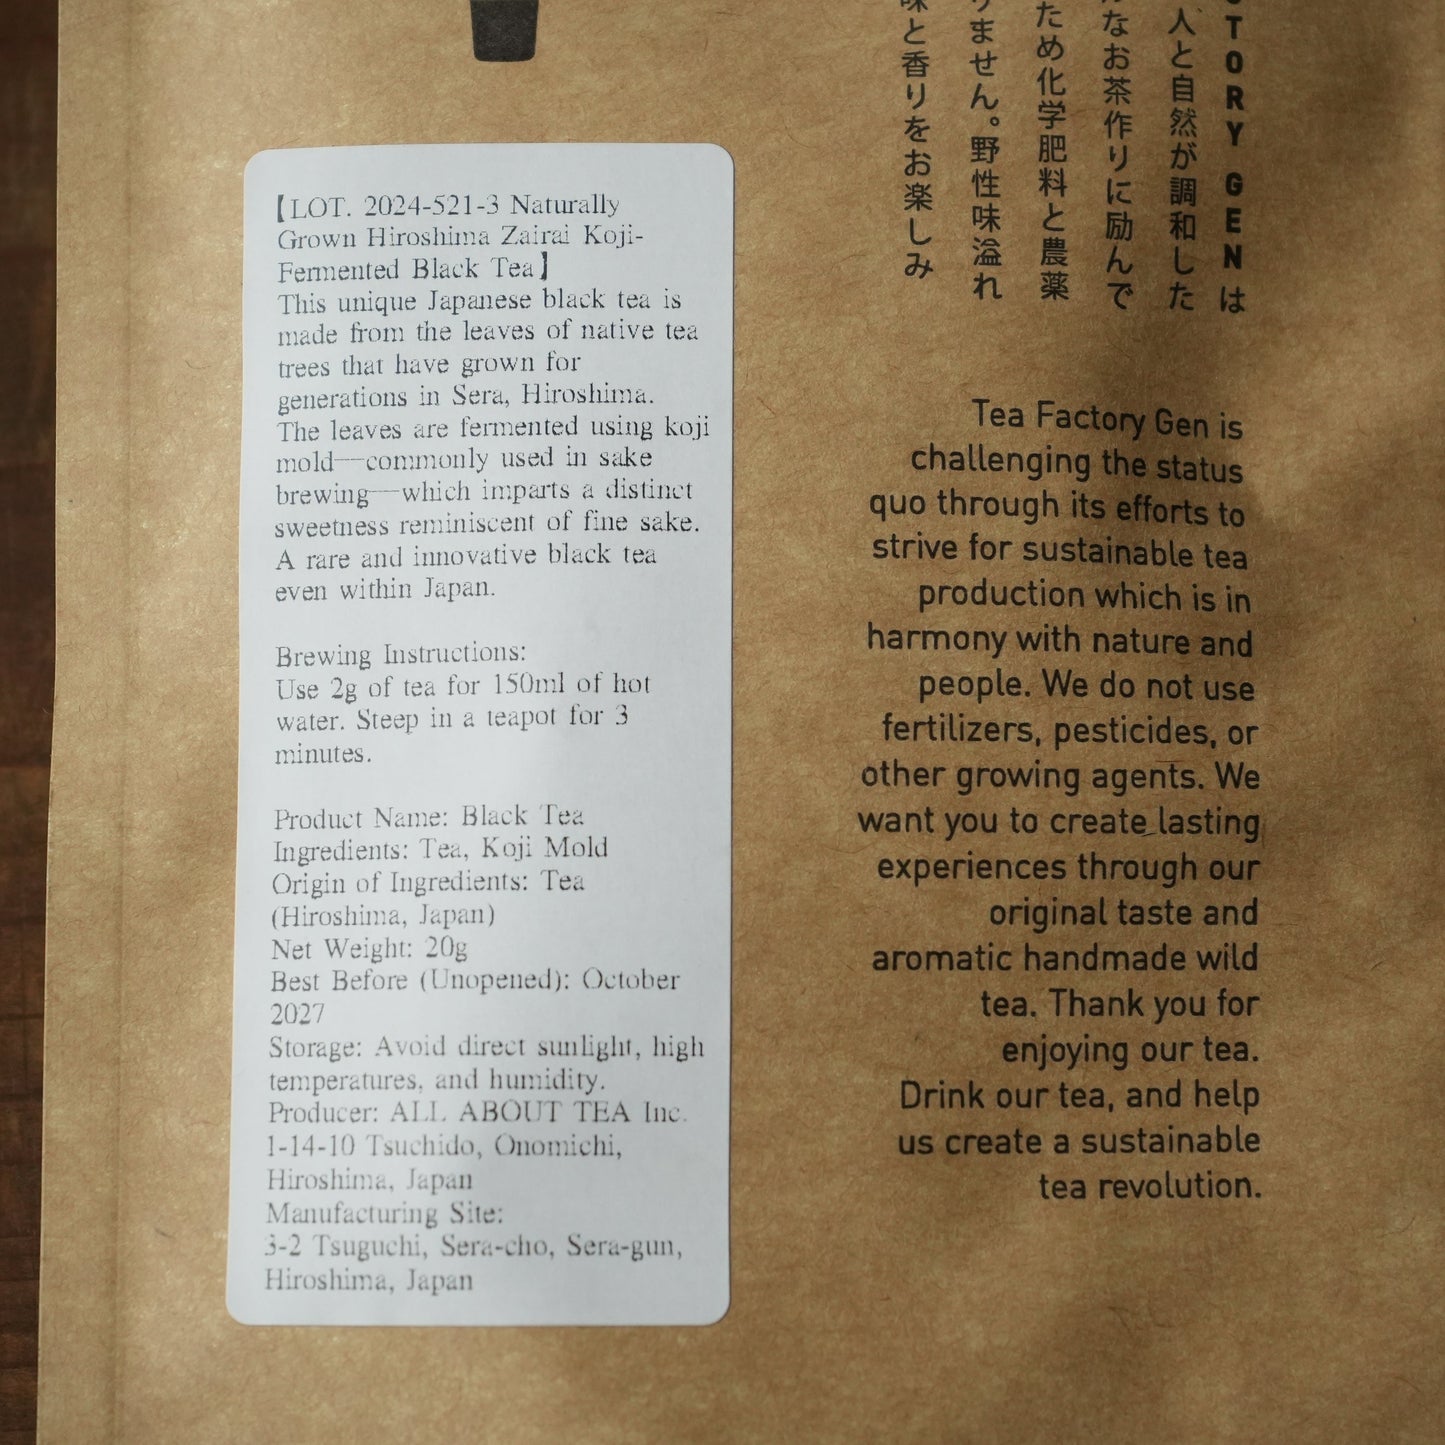 【LOT. 2024-521-3 Naturally
Grown Hiroshima Zairai Koji-
Fermented Black Tea】
This unique Japanese black tea is
made from the leaves of native tea
trees that have grown for
generations in Sera, Hiroshima.
The leaves are fermented using koji
mold—commonly used in sake
brewing—which imparts a distinct
sweetness reminiscent of fine sake.
A rare and innovative black tea
even within Japan.
Brewing Instructions:
Use 2g of tea for 150ml of hot
water. Steep in a teapot for 3
minutes.
Product Name: Black Tea
Ingredients: Tea, Koji Mold
Origin of Ingredients: Tea
(Hiroshima, Japan)
Net Weight: 20g
Best Before (Unopened): October
2027
Storage: Avoid direct sunlight, high
temperatures, and humidity.
Producer: ALL ABOUT TEA Inc.
1-14-10 Tsuchido, Onomichi,
Hiroshima, Japan
Manufacturing Site:
3-2 Tsuguchi, Sera-cho, Sera-gun,
Hiroshima, Japan
TORY GEN は
人と自然が調和した
なお茶作りに励んで
ため化学肥料と農薬
りません。野性味溢れ
味と香りをお楽しみ
Tea Factory Gen is
challenging the status
quo through its efforts to
strive for sustainable tea
production which is in
harmony with nature and
people. We do not use
fertilizers, pesticides, or
other growing agents. We
want you to create lasting
experiences through our
original taste and
aromatic handmade wild
tea. Thank you for
enjoying our tea.
Drink our tea, and help
us create a sustainable
tea revolution.